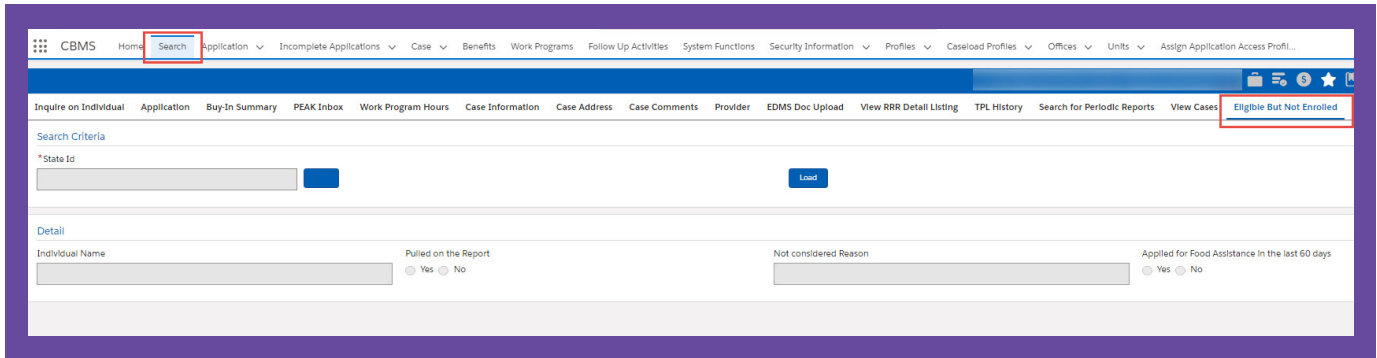 CBMS Home Search Application Incomplete Applications Case Benefits Work Programs Follow Up Activities System Functions Security Information Profiles Caseload Profiles Offices Units Assign Application Access Profil...
5
Inquire on Individual Application Buy-In Summary PEAK Inbox Work Program Hours Case Information Case Address Case Comments Provider EDMS Doc Upload View RRR Detail Listing TPL History Search for Periodic Reports View Cases Eligible But Not Enrolled
Search Criteria
*State Id
Load
Detail
Individual Name Pulled on the Report Not considered Reason Applied for Food Assistance in the last 60 days
Yes No Yes No